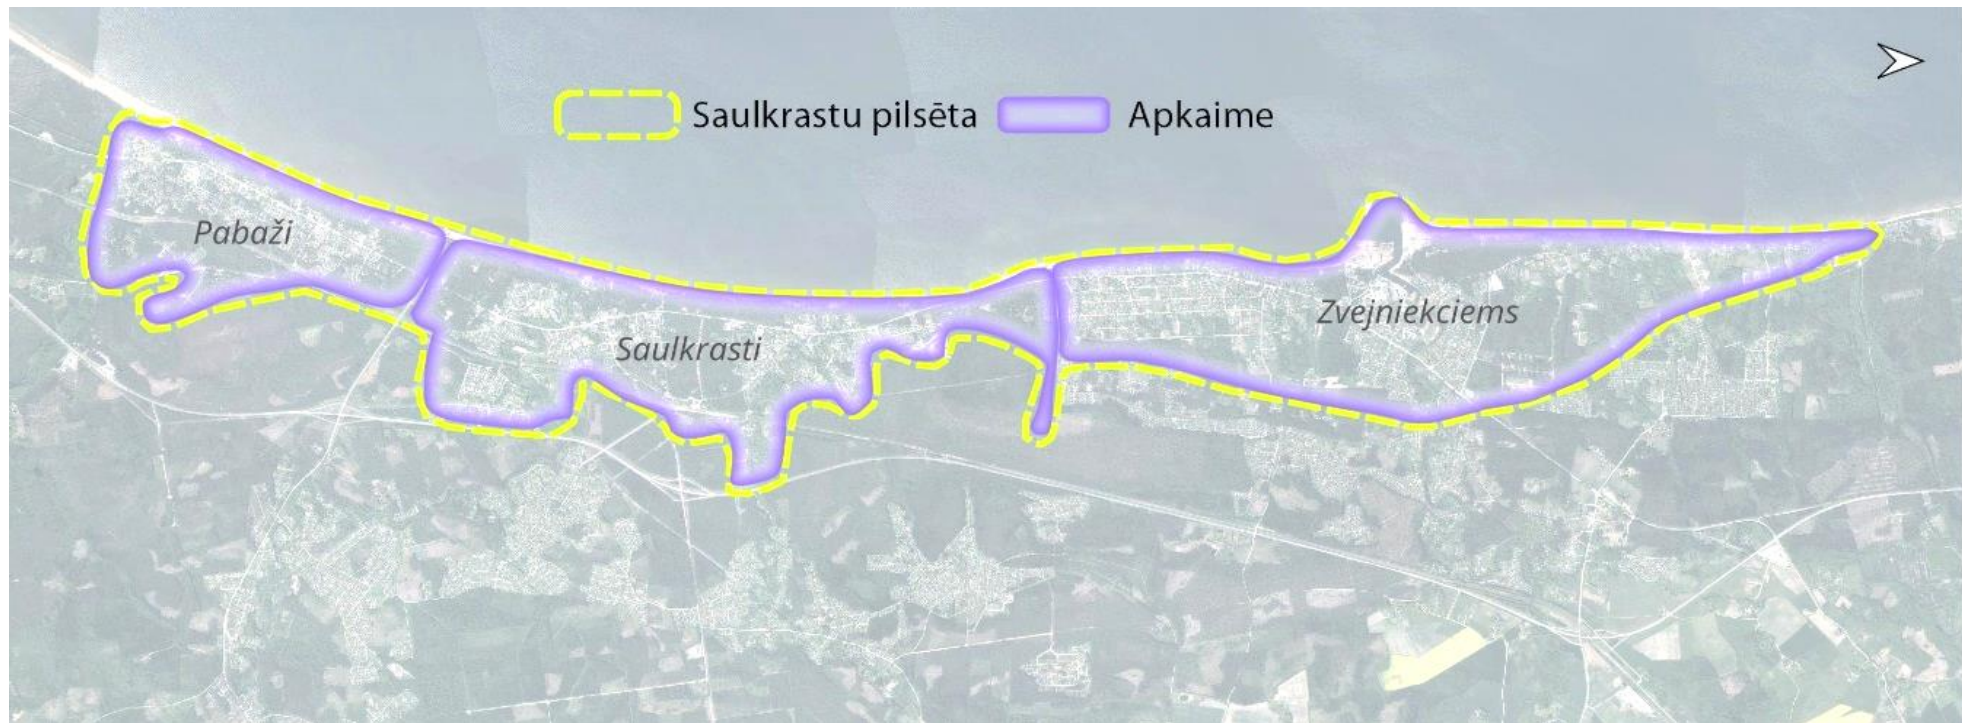 Saulkrastu pilsēta Apkaime
Pabaži
Saulkrasti
Zvejniekciems